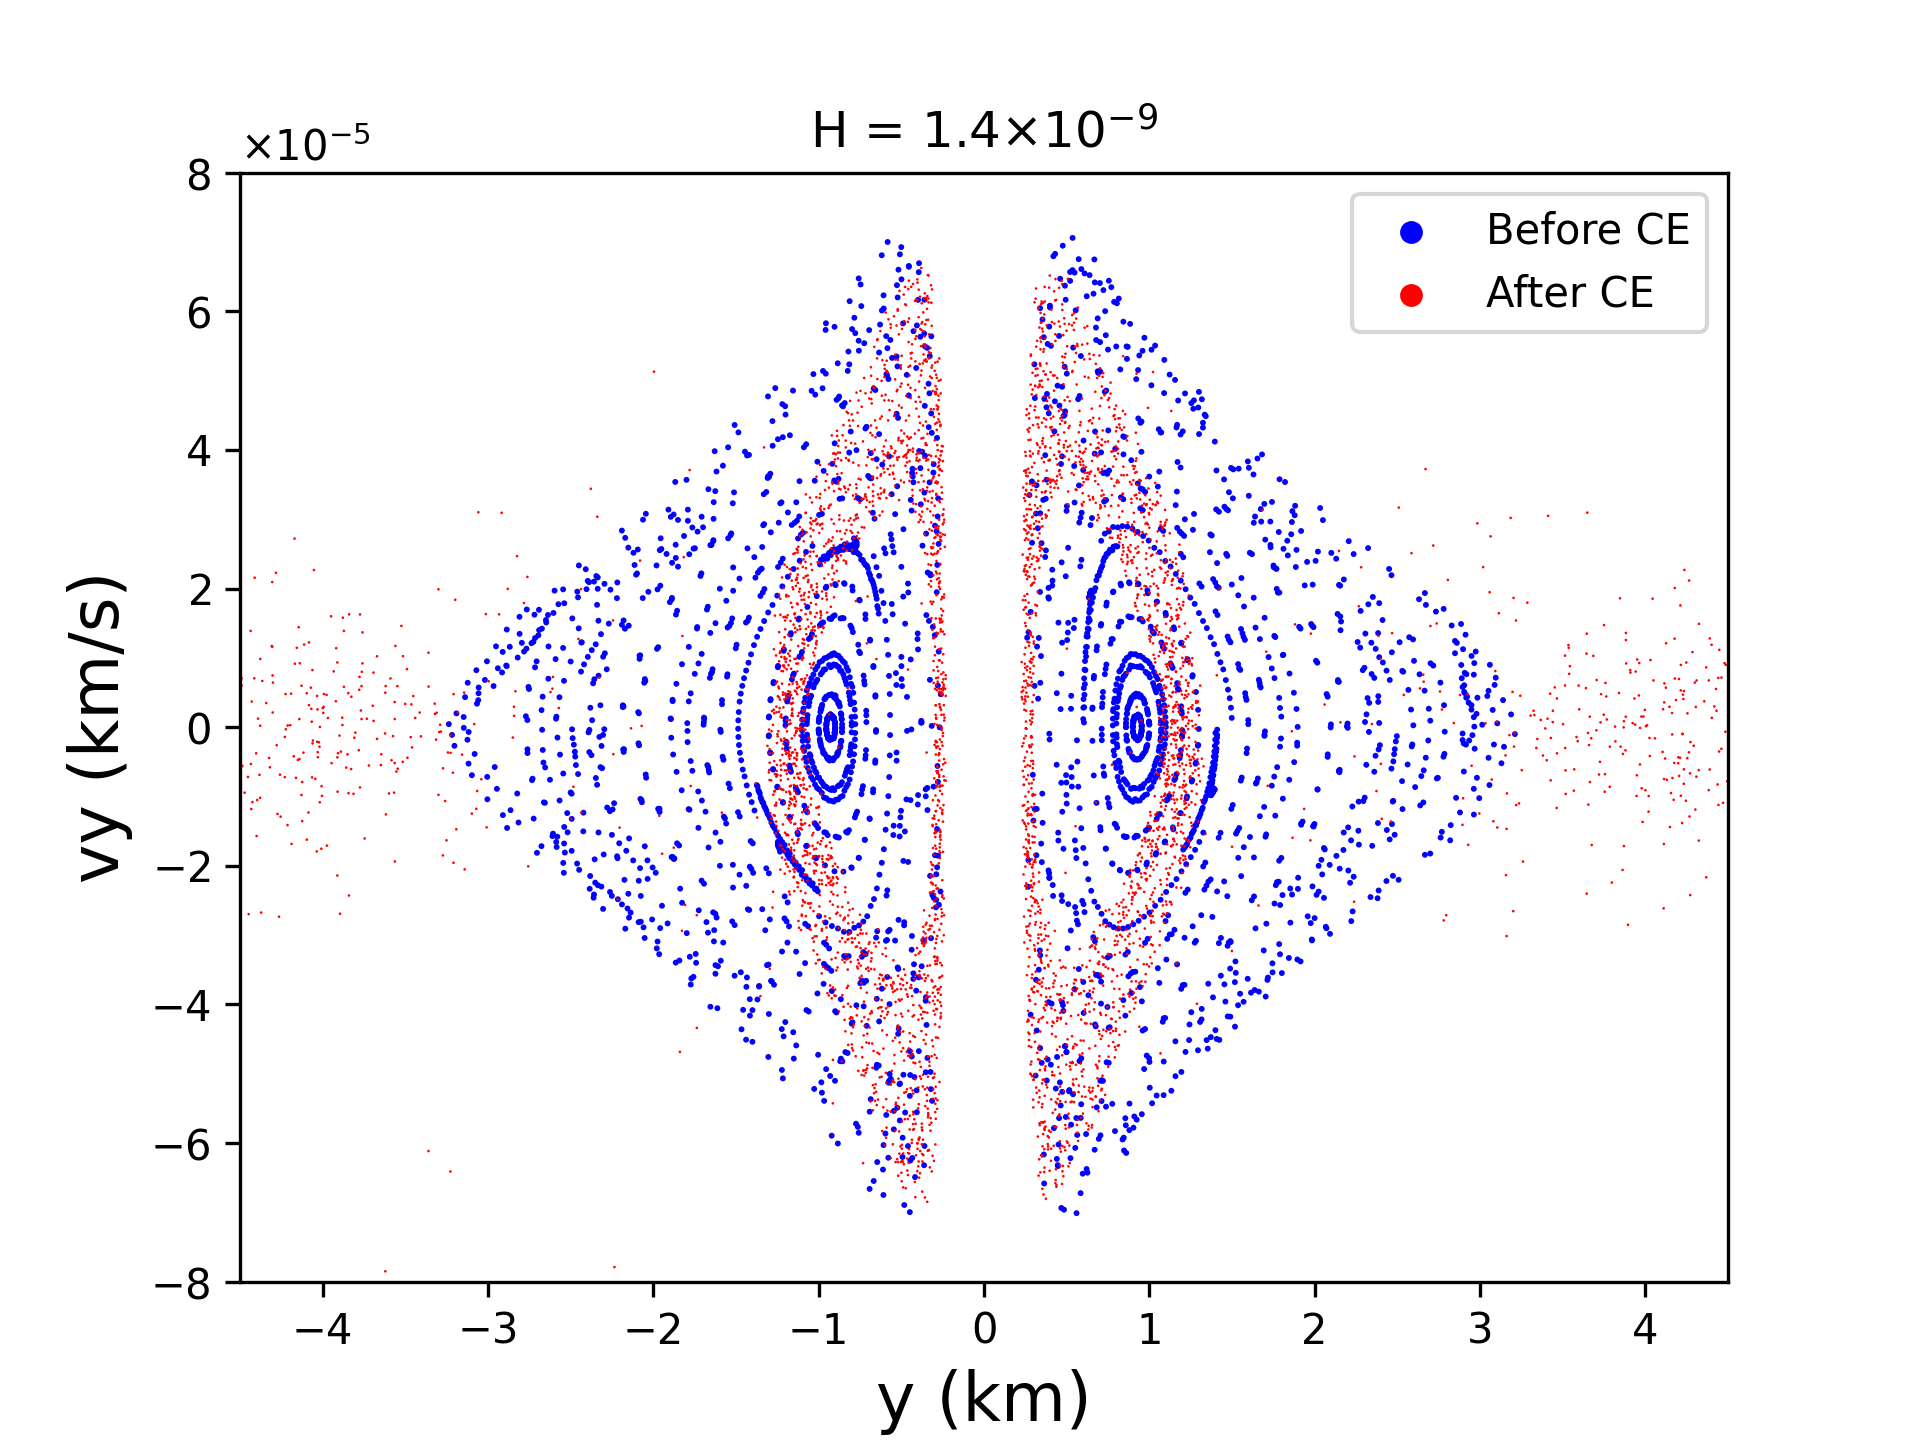 H = 1.4×10⁻⁹
×10⁻⁵
Before CE
After CE
8
6
4
2
0
−2
−4
−6
−8
vy (km/s)
−4 −3 −2 −1 0 1 2 3 4
y (km)